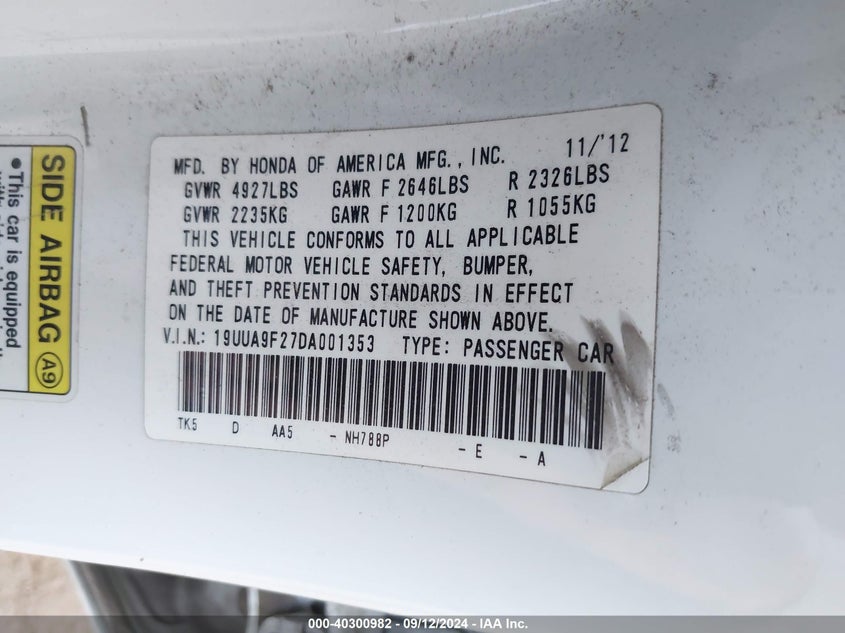 MFD. BY HONDA OF AMERICA MFG., INC. 11/'12
GVWR 4927LBS GAWR F 2646LBS R 2326LBS
GVWR 2235KG GAWR F 1200KG R 1055KG
THIS VEHICLE CONFORMS TO ALL APPLICABLE
FEDERAL MOTOR VEHICLE SAFETY, BUMPER,
AND THEFT PREVENTION STANDARDS IN EFFECT
ON THE DATE OF MANUFACTURE SHOWN ABOVE.
V.I.N.: 19UUA9F27DA001353 TYPE: PASSENGER CAR
TK5 D AA5 - NH788P - E - A
SIDE AIRBAG A9
●This car is equipped
000-40300982 - 09/12/2024 - IAA Inc.